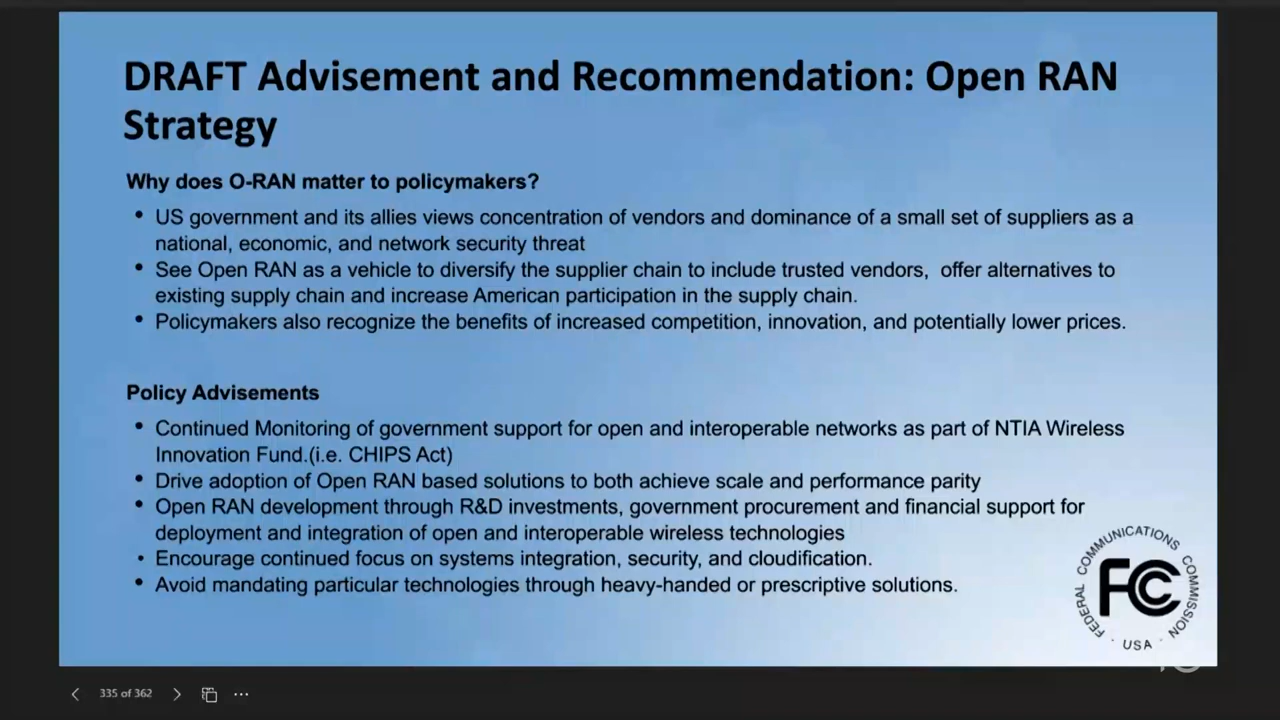 DRAFT Advisement and Recommendation: Open RAN
Strategy
Why does O-RAN matter to policymakers?
• US government and its allies views concentration of vendors and dominance of a small set of suppliers as a
national, economic, and network security threat
• See Open RAN as a vehicle to diversify the supplier chain to include trusted vendors, offer alternatives to
existing supply chain and increase American participation in the supply chain.
• Policymakers also recognize the benefits of increased competition, innovation, and potentially lower prices.
Policy Advisements
• Continued Monitoring of government support for open and interoperable networks as part of NTIA Wireless
Innovation Fund.(i.e. CHIPS Act)
• Drive adoption of Open RAN based solutions to both achieve scale and performance parity
• Open RAN development through R&D investments, government procurement and financial support for
deployment and integration of open and interoperable wireless technologies
• Encourage continued focus on systems integration, security, and cloudification.
• Avoid mandating particular technologies through heavy-handed or prescriptive solutions.
FEDERAL COMMUNICATIONS COMMISSION
FCC
· USA ·
335 of 362